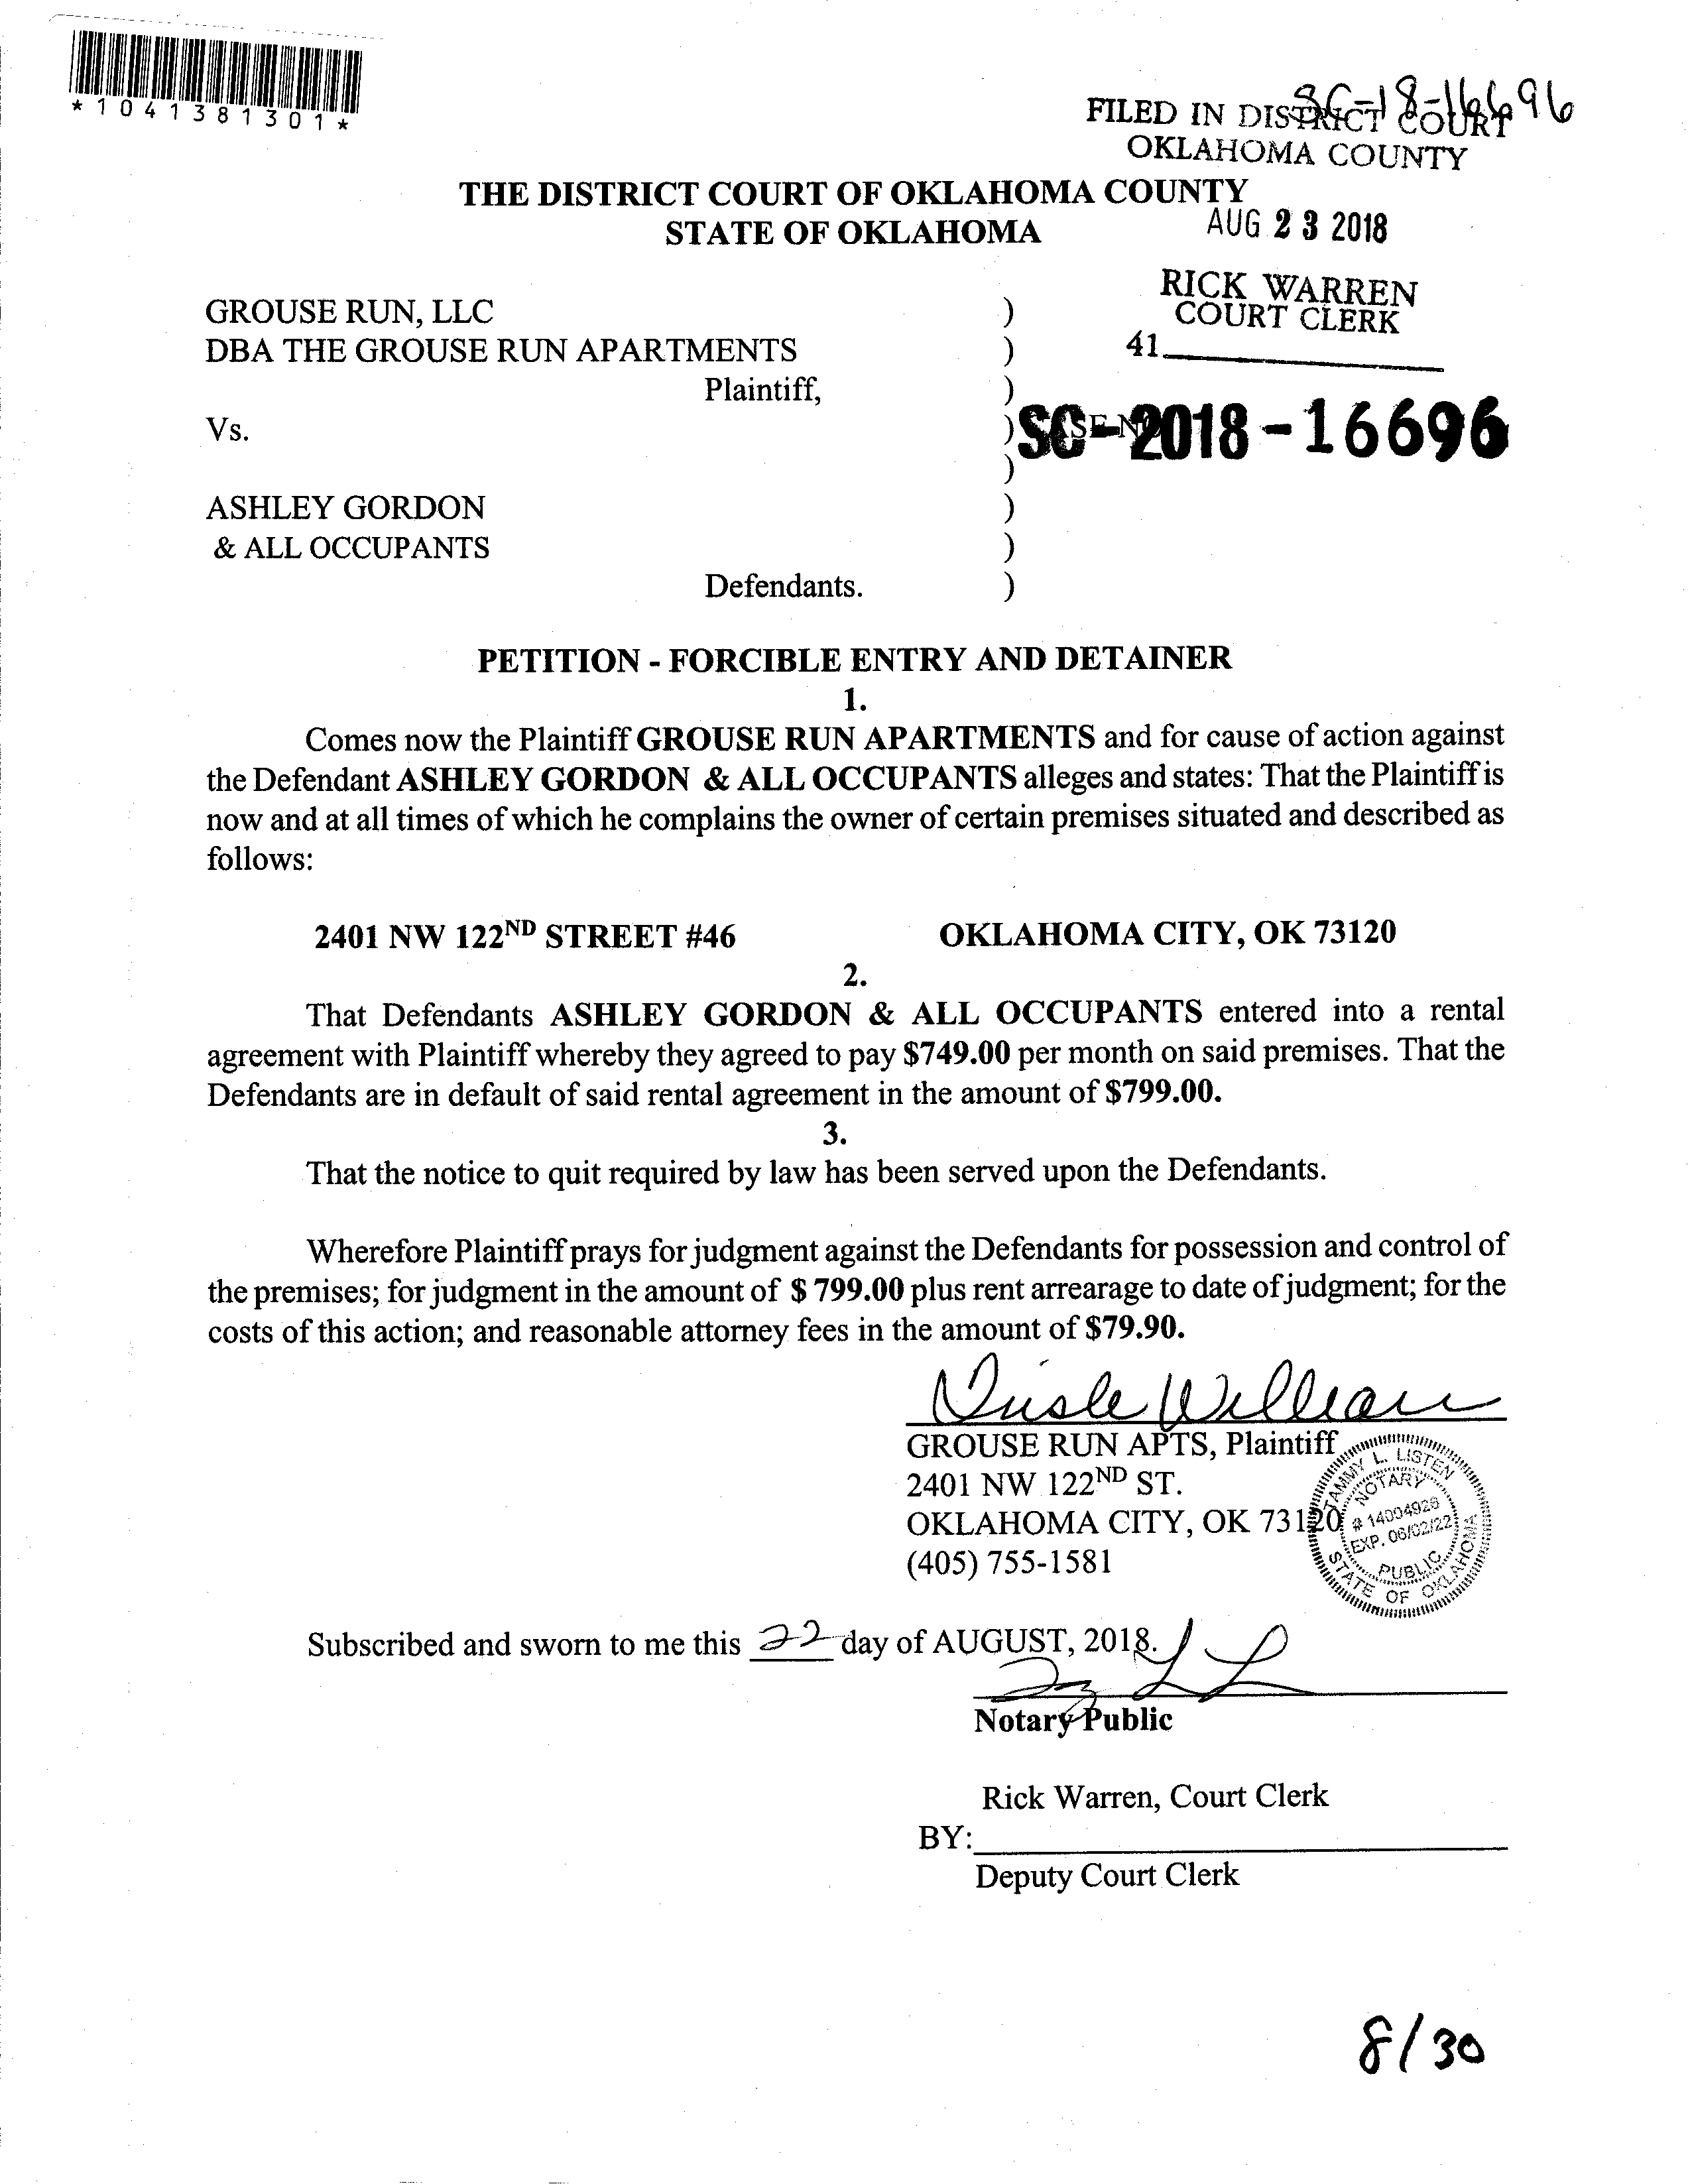 *1041381301*
SC-18-16696
FILED IN DISTRICT COURT
OKLAHOMA COUNTY
THE DISTRICT COURT OF OKLAHOMA COUNTY
STATE OF OKLAHOMA
AUG 23 2018
RICK WARREN
COURT CLERK
41
GROUSE RUN, LLC )
DBA THE GROUSE RUN APARTMENTS )
Plaintiff, )
Vs. ) SC-2018-16696
)
ASHLEY GORDON )
& ALL OCCUPANTS )
Defendants. )
PETITION - FORCIBLE ENTRY AND DETAINER
1.
Comes now the Plaintiff GROUSE RUN APARTMENTS and for cause of action against
the Defendant ASHLEY GORDON & ALL OCCUPANTS alleges and states: That the Plaintiff is
now and at all times of which he complains the owner of certain premises situated and described as
follows:
2401 NW 122ND STREET #46 OKLAHOMA CITY, OK 73120
2.
That Defendants ASHLEY GORDON & ALL OCCUPANTS entered into a rental
agreement with Plaintiff whereby they agreed to pay $749.00 per month on said premises. That the
Defendants are in default of said rental agreement in the amount of $799.00.
3.
That the notice to quit required by law has been served upon the Defendants.
Wherefore Plaintiff prays for judgment against the Defendants for possession and control of
the premises; for judgment in the amount of $ 799.00 plus rent arrearage to date of judgment; for the
costs of this action; and reasonable attorney fees in the amount of $79.90.
GROUSE RUN APTS, Plaintiff
2401 NW 122ND ST.
OKLAHOMA CITY, OK 73120
(405) 755-1581
TAMMY L. LISTEN
NOTARY
# 14004926
EXP. 06/02/22
PUBLIC
STATE OF OKLAHOMA
Subscribed and sworn to me this 22 day of AUGUST, 2018.
Notary Public
Rick Warren, Court Clerk
BY:
Deputy Court Clerk
8/30